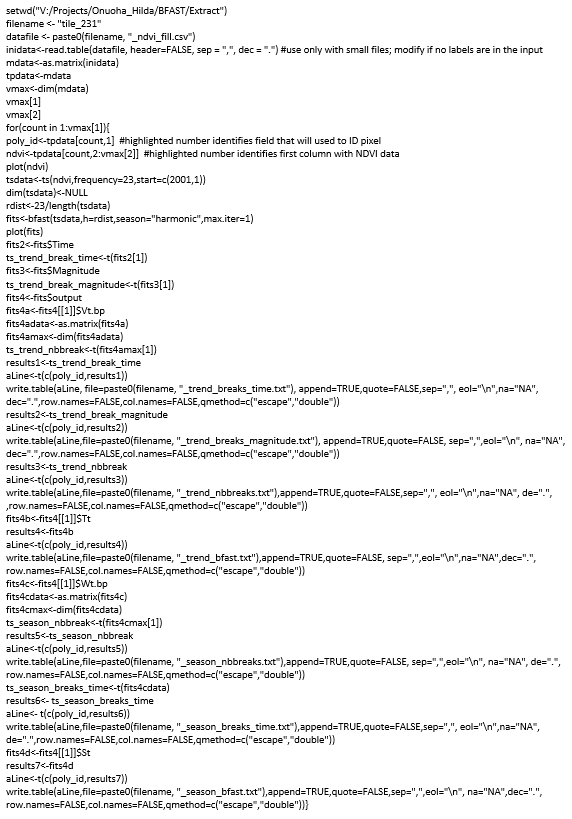 setwd("V:/Projects/Onuoha_Hilda/BFAST/Extract")
filename <- "tile_231"
datafile <- paste0(filename, "_ndvi_fill.csv")
inidata<-read.table(datafile, header=FALSE, sep = ",", dec = ".") #use only with small files; modify if no labels are in the input
mdata<-as.matrix(inidata)
tpdata<-mdata
vmax<-dim(mdata)
vmax[1]
vmax[2]
for(count in 1:vmax[1]){
poly_id<-tpdata[count,1]  #highlighted number identifies field that will used to ID pixel
ndvi<-tpdata[count,2:vmax[2]]  #highlighted number identifies first column with NDVI data
plot(ndvi)
tsdata<-ts(ndvi,frequency=23,start=c(2001,1))
dim(tsdata)<-NULL
rdist<-23/length(tsdata)
fits<-bfast(tsdata,h=rdist,season="harmonic",max.iter=1)
plot(fits)
fits2<-fits$Time
ts_trend_break_time<-t(fits2[1])
fits3<-fits$Magnitude
ts_trend_break_magnitude<-t(fits3[1])
fits4<-fits$output
fits4a<-fits4[[1]]$Vt.bp
fits4adata<-as.matrix(fits4a)
fits4amax<-dim(fits4adata)
ts_trend_nbbreak<-t(fits4amax[1])
results1<-ts_trend_break_time
aLine<-t(c(poly_id,results1))
write.table(aLine, file=paste0(filename, "_trend_breaks_time.txt"), append=TRUE,quote=FALSE,sep=",", eol="\n",na="NA",
dec=".",row.names=FALSE,col.names=FALSE,qmethod=c("escape","double"))
results2<-ts_trend_break_magnitude
aLine<-t(c(poly_id,results2))
write.table(aLine,file=paste0(filename, "_trend_breaks_magnitude.txt"), append=TRUE,quote=FALSE, sep=",",eol="\n", na="NA",
dec=".",row.names=FALSE,col.names=FALSE,qmethod=c("escape","double"))
results3<-ts_trend_nbbreak
aLine<-t(c(poly_id,results3))
write.table(aLine,file=paste0(filename, "_trend_nbbreaks.txt"),append=TRUE,quote=FALSE,sep=",", eol="\n",na="NA", de=".",
,row.names=FALSE,col.names=FALSE,qmethod=c("escape","double"))
fits4b<-fits4[[1]]$Tt
results4<-fits4b
aLine<-t(c(poly_id,results4))
write.table(aLine,file=paste0(filename, "_trend_bfast.txt"),append=TRUE,quote=FALSE, sep=",",eol="\n",na="NA",dec=".",
row.names=FALSE,col.names=FALSE,qmethod=c("escape","double"))
fits4c<-fits4[[1]]$Wt.bp
fits4cdata<-as.matrix(fits4c)
fits4cmax<-dim(fits4cdata)
ts_season_nbbreak<-t(fits4cmax[1])
results5<-ts_season_nbbreak
aLine<-t(c(poly_id,results5))
write.table(aLine,file=paste0(filename, "_season_nbbreaks.txt"),append=TRUE,quote=FALSE, sep=",",eol="\n", na="NA", de=".",
row.names=FALSE,col.names=FALSE,qmethod=c("escape","double"))
ts_season_breaks_time<-t(fits4cdata)
results6<- ts_season_breaks_time
aLine<- t(c(poly_id,results6))
write.table(aLine,file=paste0(filename, "_season_breaks_time.txt"),append=TRUE,quote=FALSE,sep=",", eol="\n",na="NA",
de=".",row.names=FALSE,col.names=FALSE,qmethod=c("escape","double"))
fits4d<-fits4[[1]]$St
results7<-fits4d
aLine<-t(c(poly_id,results7))
write.table(aLine,file=paste0(filename, "_season_bfast.txt"),append=TRUE,quote=FALSE,sep=",",eol="\n", na="NA",dec=".",
row.names=FALSE,col.names=FALSE,qmethod=c("escape","double"))}